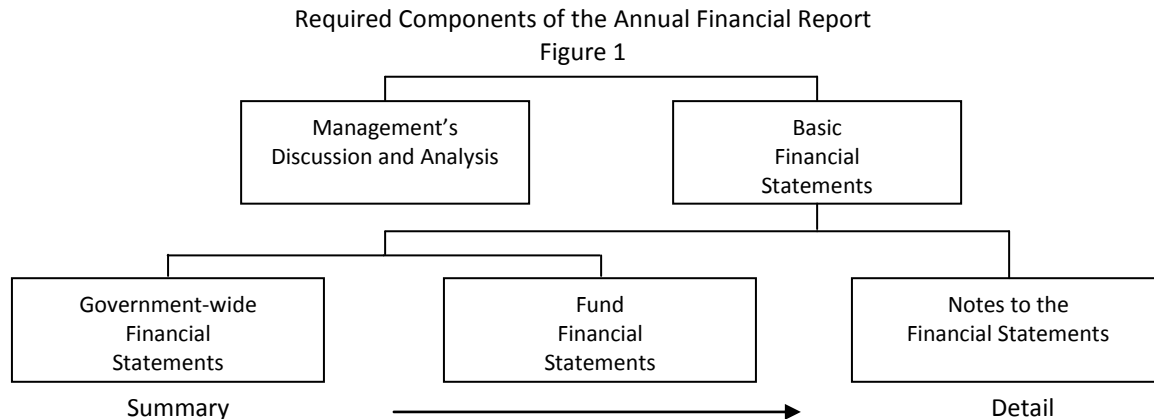 Required Components of the Annual Financial Report
Figure 1
Management’s
Discussion and Analysis
Basic
Financial
Statements
Government-wide
Financial
Statements
Fund
Financial
Statements
Notes to the
Financial Statements
Summary
Detail